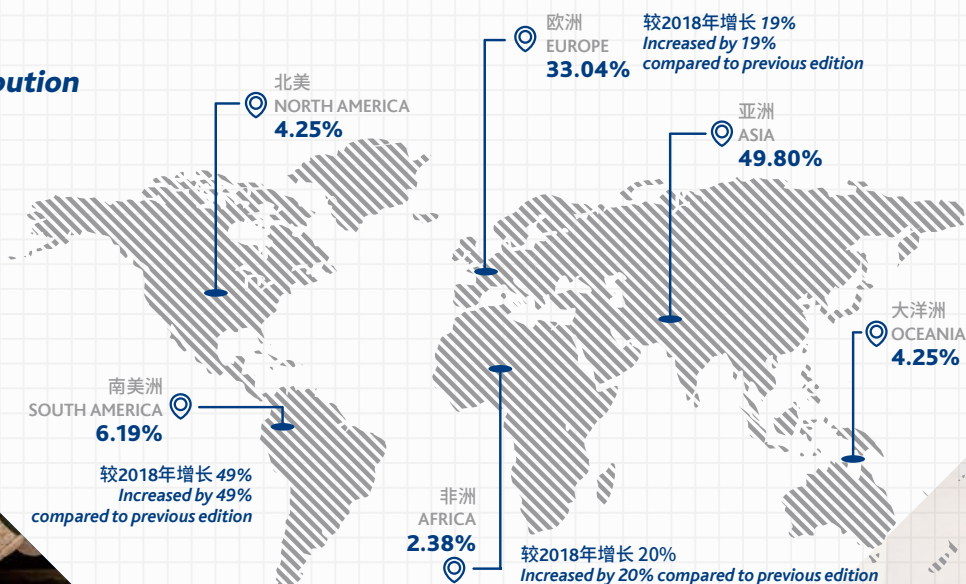 bution
欧洲
EUROPE
33.04%
较2018年增长 19%
Increased by 19%
compared to previous edition
北美
NORTH AMERICA
4.25%
亚洲
ASIA
49.80%
大洋洲
OCEANIA
4.25%
南美洲
SOUTH AMERICA
6.19%
较2018年增长 49%
Increased by 49%
compared to previous edition
非洲
AFRICA
2.38%
较2018年增长 20%
Increased by 20% compared to previous edition